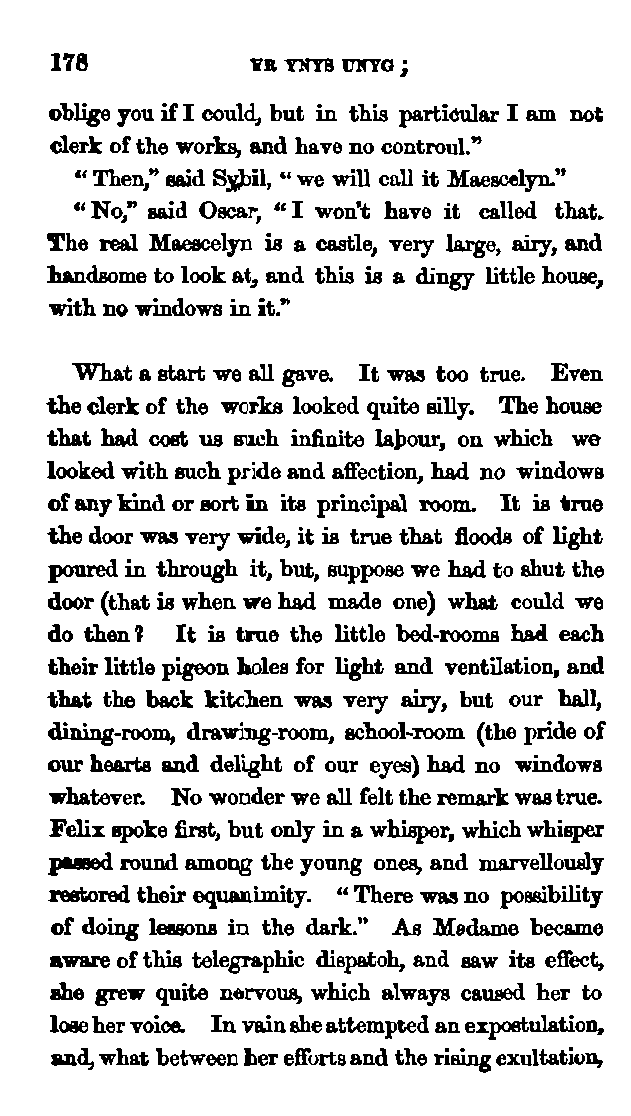 178 YR YNYS UNYG ;
oblige you if I could, but in this particular I am not
clerk of the works, and have no controul."
"Then," said Sybil, "we will call it Maescelyn."
"No," said Oscar, "I won't have it called that.
The real Maescelyn is a castle, very large, airy, and
handsome to look at, and this is a dingy little house,
with no windows in it."
What a start we all gave. It was too true. Even
the clerk of the works looked quite silly. The house
that had cost us such infinite labour, on which we
looked with such pride and affection, had no windows
of any kind or sort in its principal room. It is true
the door was very wide, it is true that floods of light
poured in through it, but, suppose we had to shut the
door (that is when we had made one) what could we
do then? It is true the little bed-rooms had each
their little pigeon holes for light and ventilation, and
that the back kitchen was very airy, but our hall,
dining-room, drawing-room, school-room (the pride of
our hearts and delight of our eyes) had no windows
whatever. No wonder we all felt the remark was true.
Felix spoke first, but only in a whisper, which whisper
passed round among the young ones, and marvellously
restored their equanimity. "There was no possibility
of doing lessons in the dark." As Madame became
aware of this telegraphic dispatch, and saw its effect,
she grew quite nervous, which always caused her to
lose her voice. In vain she attempted an expostulation,
and, what between her efforts and the rising exultation,